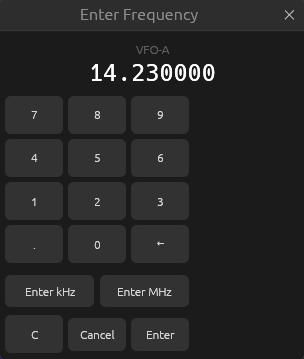 Enter Frequency ×
VFO-A
14.230000
7 8 9
4 5 6
1 2 3
. 0 ←
Enter kHz Enter MHz
C Cancel Enter